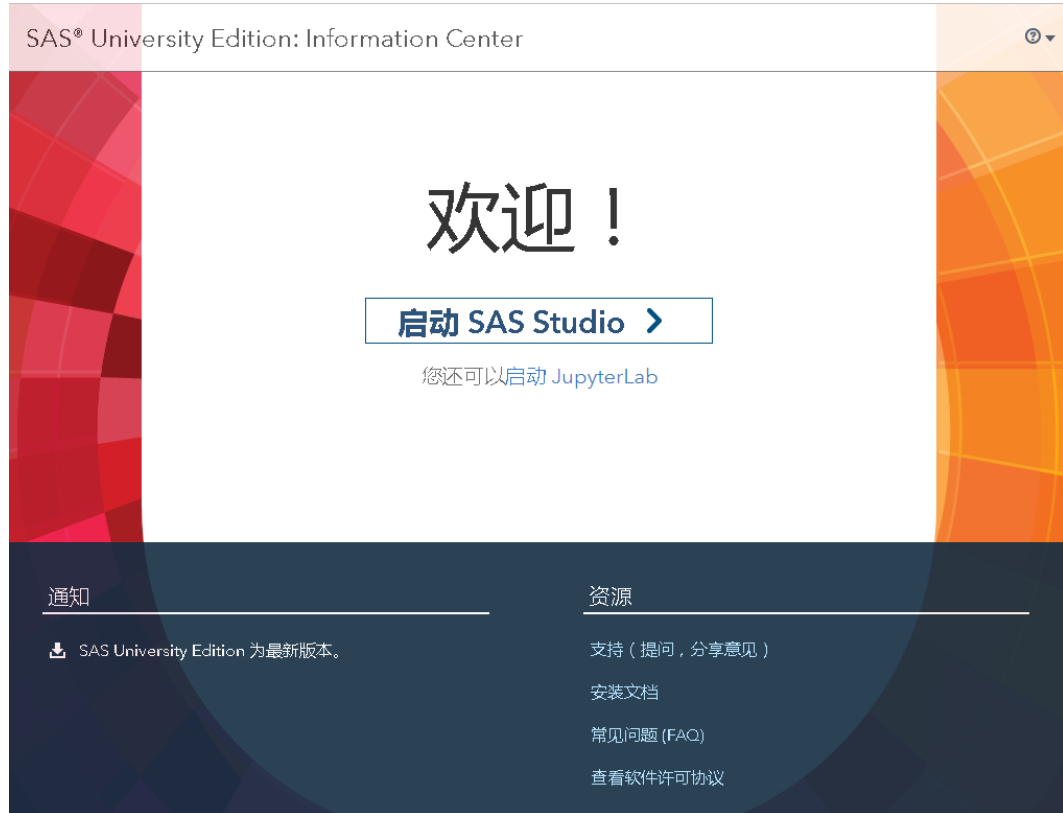 SAS® University Edition: Information Center
欢迎！
启动 SAS Studio
您还可以启动 JupyterLab
通知
SAS University Edition 为最新版本。
资源
支持（提问，分享意见）
安装文档
常见问题 (FAQ)
查看软件许可协议